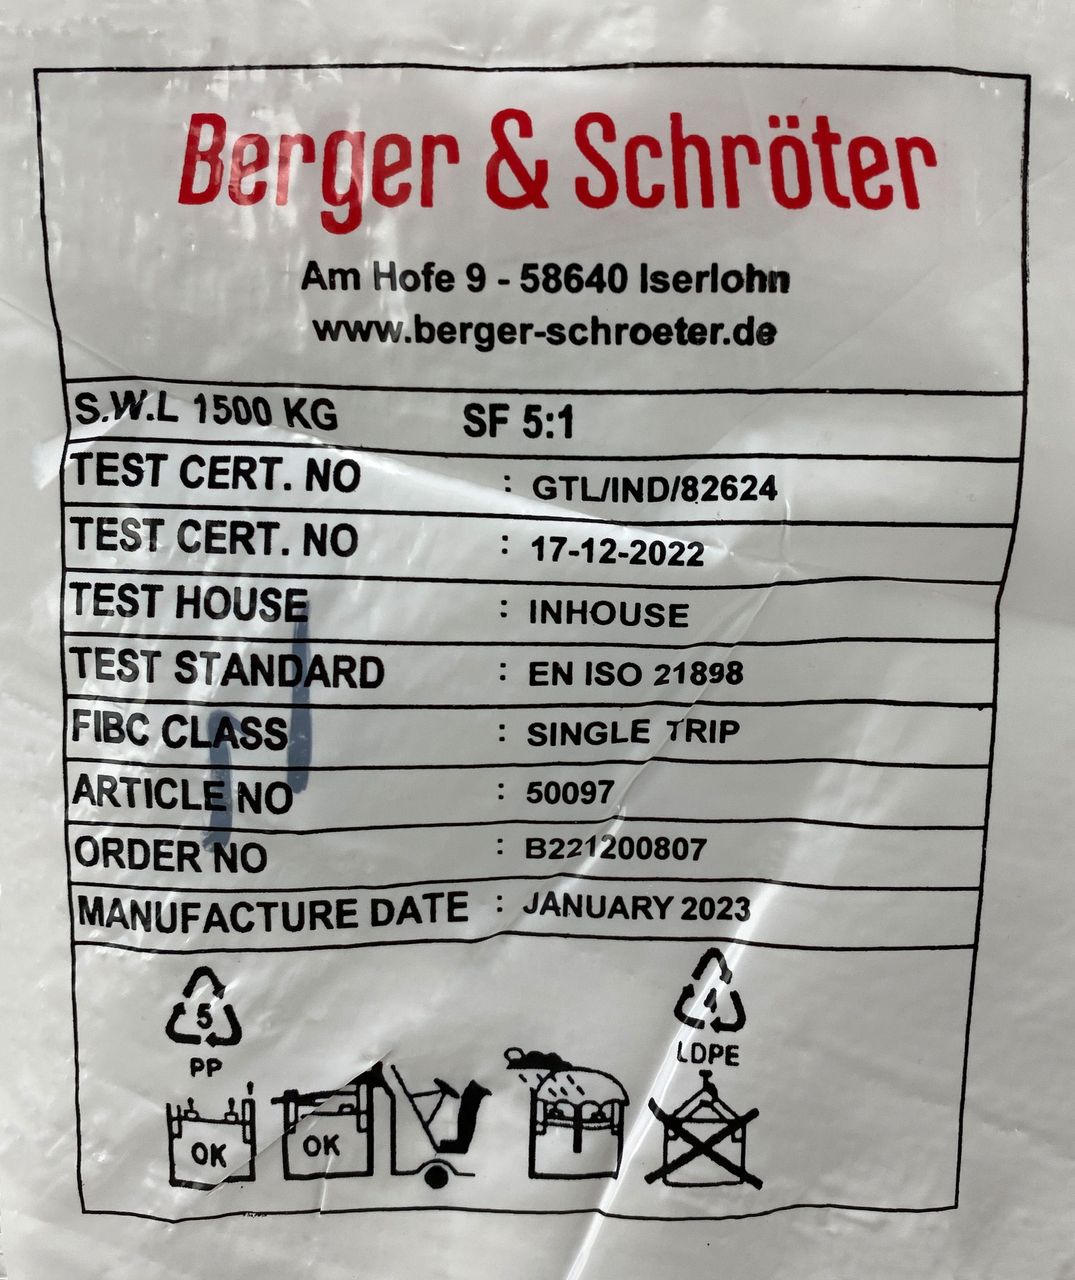 Berger & Schröter
Am Hofe 9 - 58640 Iserlohn
www.berger-schroeter.de
S.W.L 1500 KG SF 5:1
TEST CERT. NO : GTL/IND/82624
TEST CERT. NO : 17-12-2022
TEST HOUSE : INHOUSE
TEST STANDARD : EN ISO 21898
FIBC CLASS : SINGLE TRIP
ARTICLE NO : 50097
ORDER NO : B221200807
MANUFACTURE DATE : JANUARY 2023
5
PP
4
LDPE
OK
OK